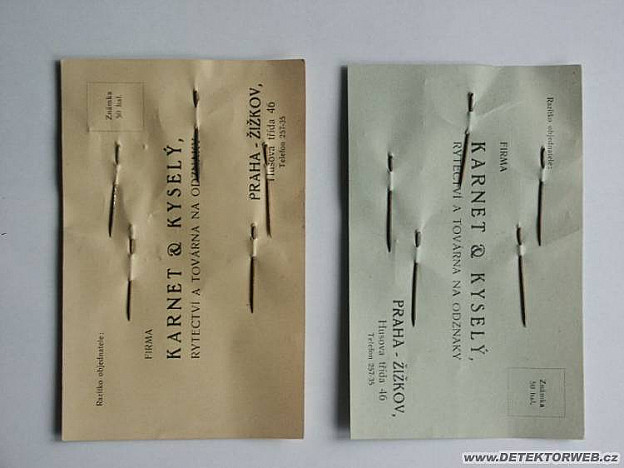 Známka
50 hal.
Razítko objednatele:
FIRMA
KARNET & KYSELÝ,
RYTECTVÍ A TOVÁRNA NA ODZNAKY
PRAHA - ŽIŽKOV,
Husova třída 46
Telefon 257-35
Razítko objednatele:
FIRMA
KARNET & KYSELÝ,
RYTECTVÍ A TOVÁRNA NA ODZNAKY
PRAHA - ŽIŽKOV,
Husova třída 46
Telefon 257-35
Známka
50 hal.
www.DETEKTORWEB.cz